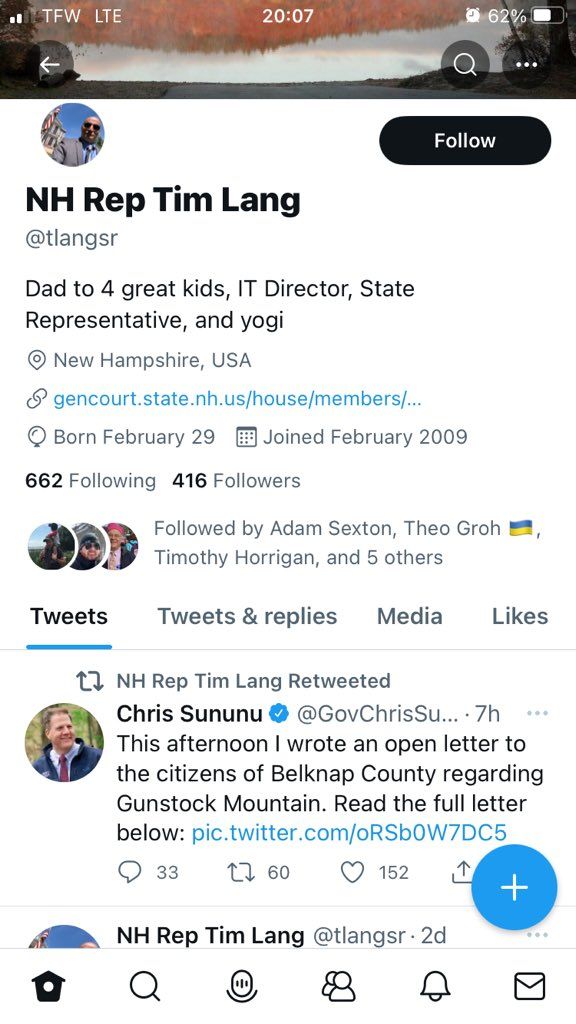 TFW LTE 20:07 62%
Follow
NH Rep Tim Lang
@tlangsr
Dad to 4 great kids, IT Director, State
Representative, and yogi
New Hampshire, USA
gencourt.state.nh.us/house/members/...
Born February 29 Joined February 2009
662 Following 416 Followers
Followed by Adam Sexton, Theo Groh 🇺🇦,
Timothy Horrigan, and 5 others
Tweets Tweets & replies Media Likes
NH Rep Tim Lang Retweeted
Chris Sununu @GovChrisSu... · 7h
This afternoon I wrote an open letter to
the citizens of Belknap County regarding
Gunstock Mountain. Read the full letter
below: pic.twitter.com/oRSb0W7DC5
33 60 152
NH Rep Tim Lang @tlangsr · 2d